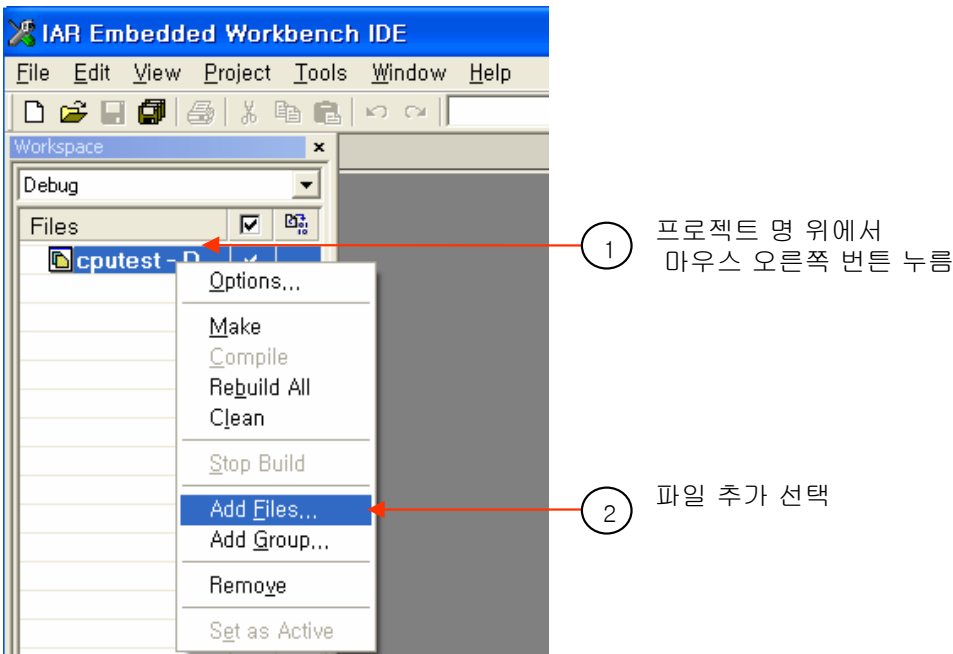 IAR Embedded Workbench IDE
File Edit View Project Tools Window Help
Workspace
Debug
Files
cputest - D
Options...
Make
Compile
Rebuild All
Clean
Stop Build
Add Files...
Add Group...
Remove
Set as Active
1 프로젝트 명 위에서
마우스 오른쪽 번튼 누름
2 파일 추가 선택